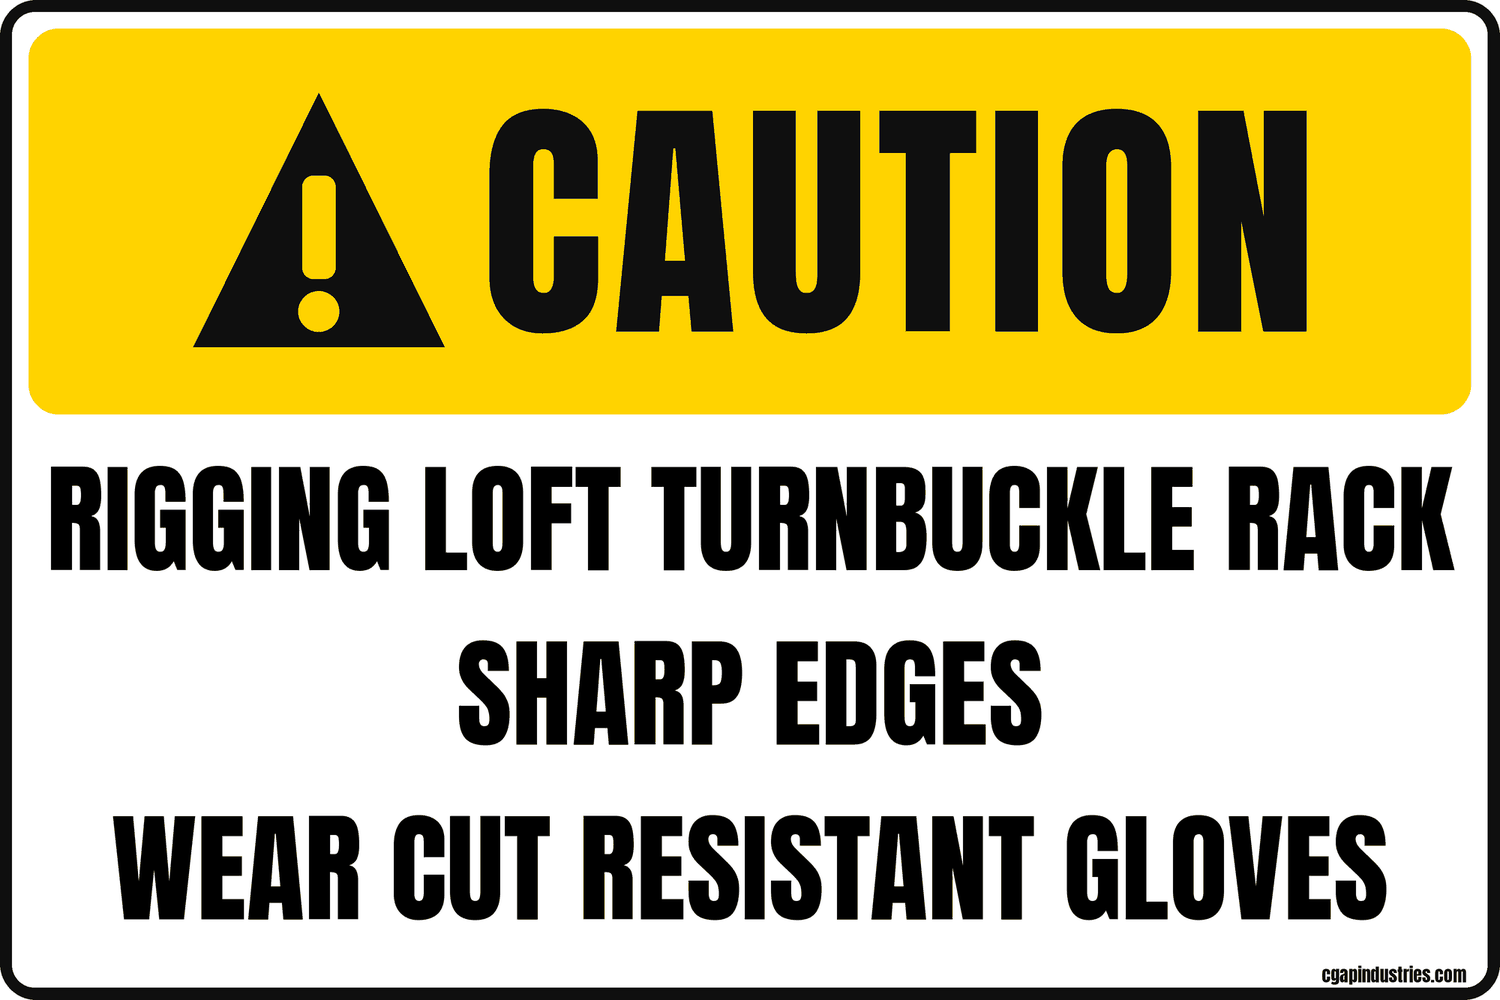 CAUTION
RIGGING LOFT TURNBUCKLE RACK
SHARP EDGES
WEAR CUT RESISTANT GLOVES
cgapindustries.com